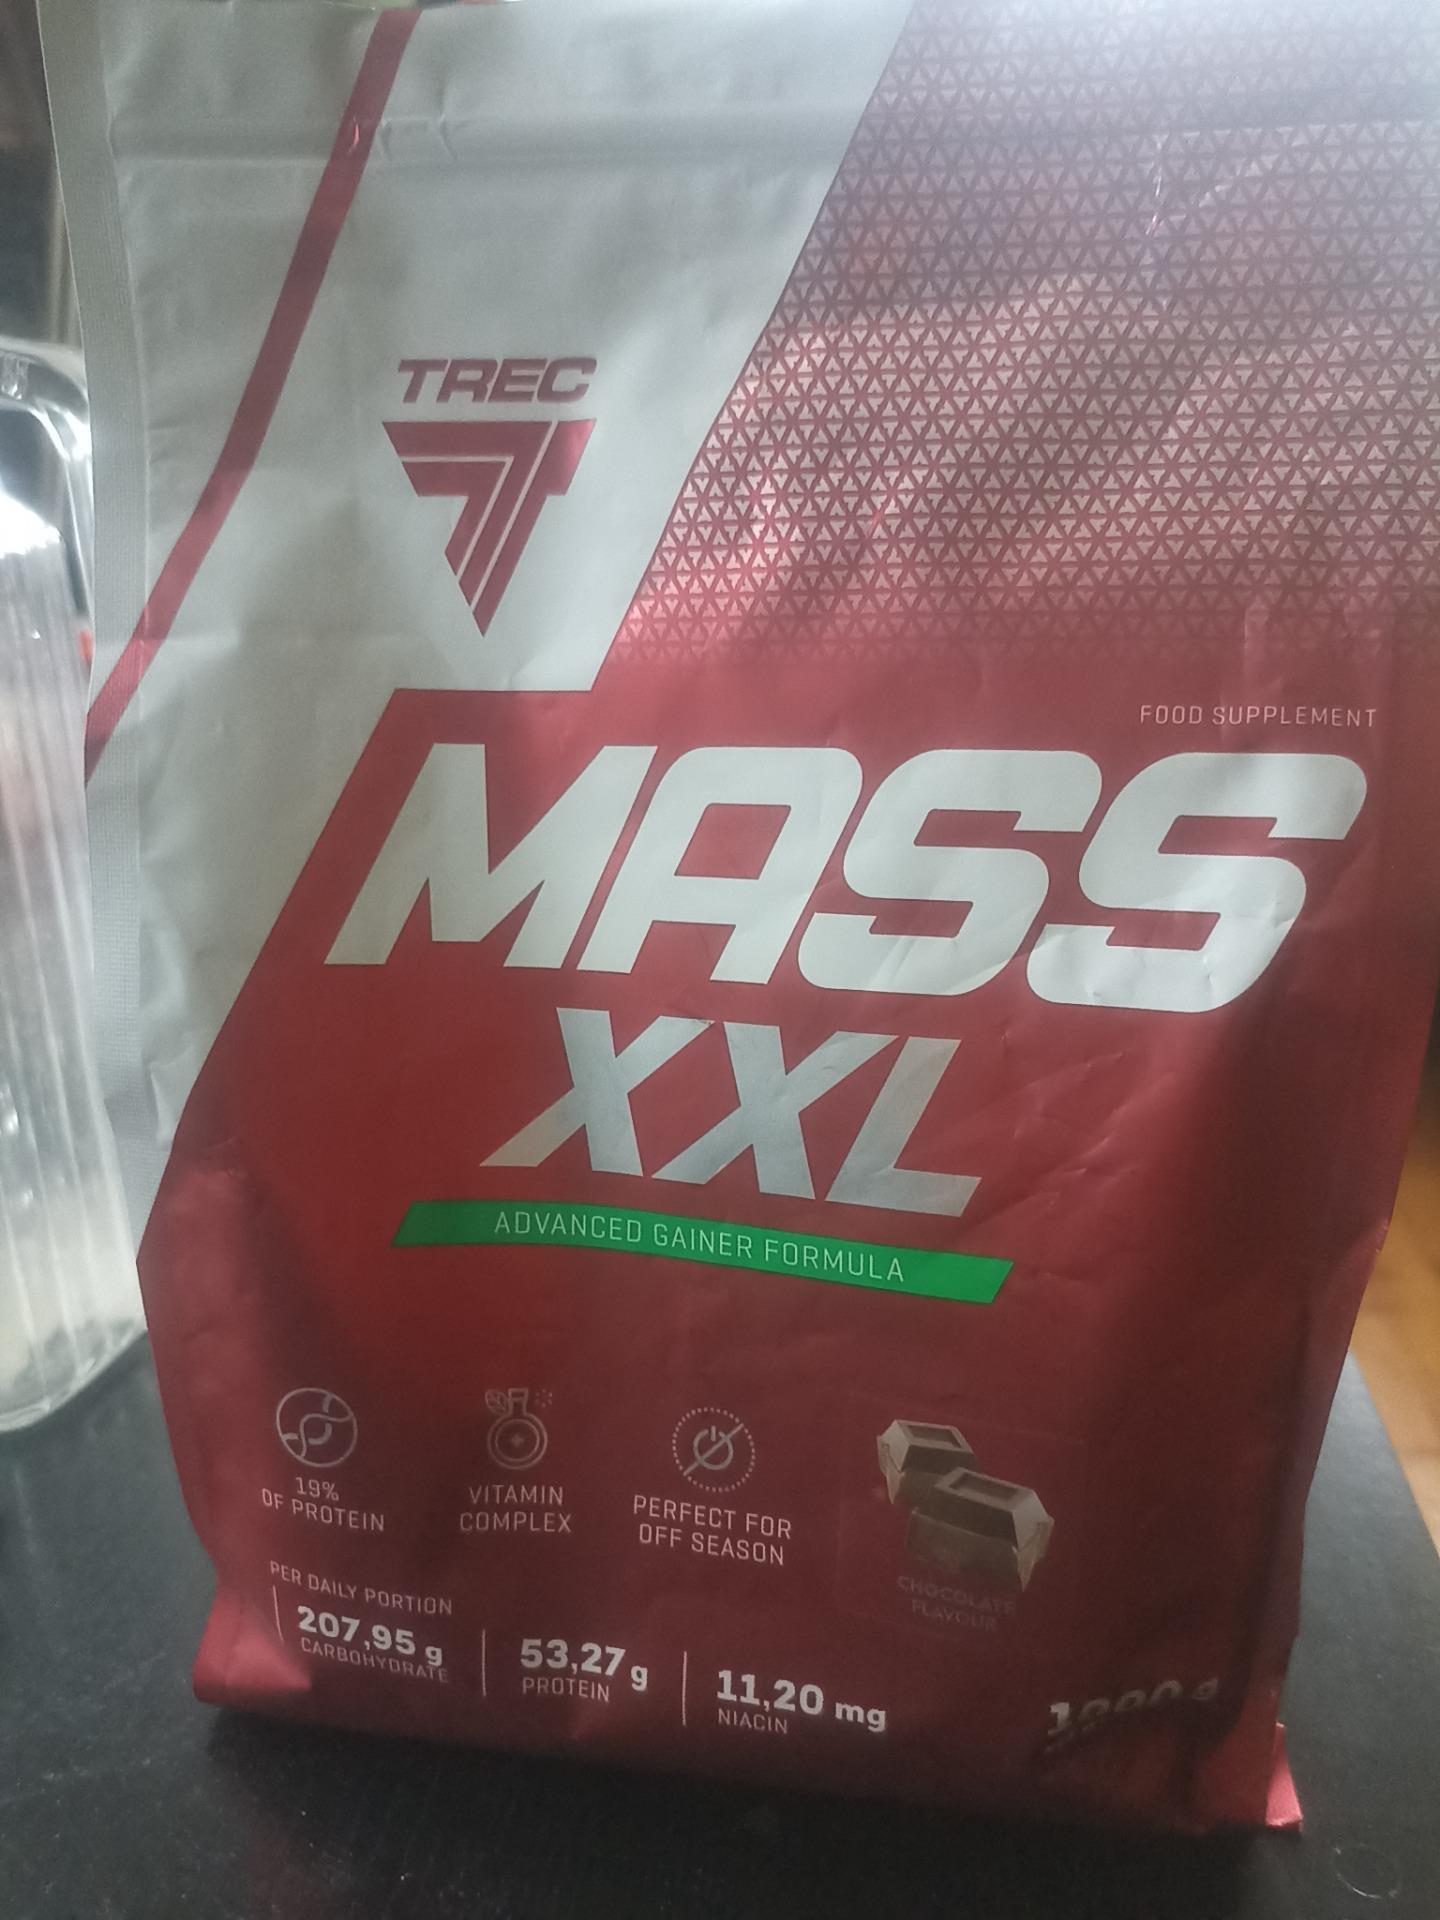 TREC
FOOD SUPPLEMENT
MASS
XXL
ADVANCED GAINER FORMULA
19%
OF PROTEIN
VITAMIN
COMPLEX
PERFECT FOR
OFF SEASON
CHOCOLATE
FLAVOUR
PER DAILY PORTION
207,95 g
CARBOHYDRATE
53,27 g
PROTEIN
11,20 mg
NIACIN